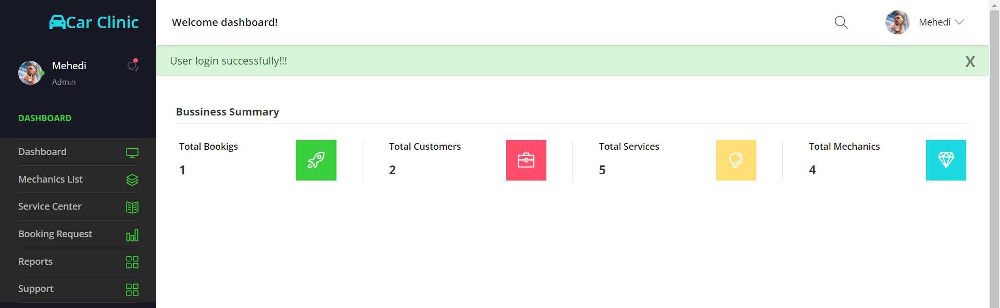 Car Clinic
Welcome dashboard!
Mehedi
Mehedi
Admin
User login successfully!!!
X
DASHBOARD
Dashboard
Mechanics List
Service Center
Booking Request
Reports
Support
Bussiness Summary
Total Bookigs
1
Total Customers
2
Total Services
5
Total Mechanics
4